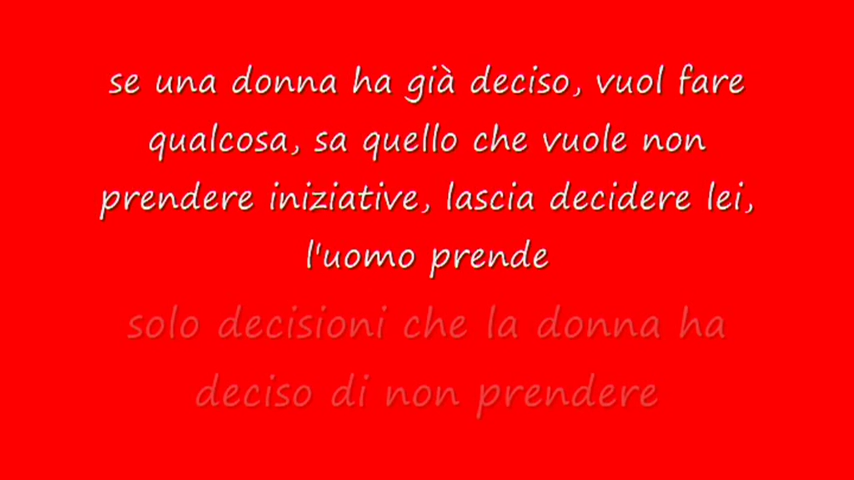 se una donna ha già deciso, vuol fare
qualcosa, sa quello che vuole non
prendere iniziative, lascia decidere lei,
l'uomo prende
solo decisioni che la donna ha
deciso di non prendere